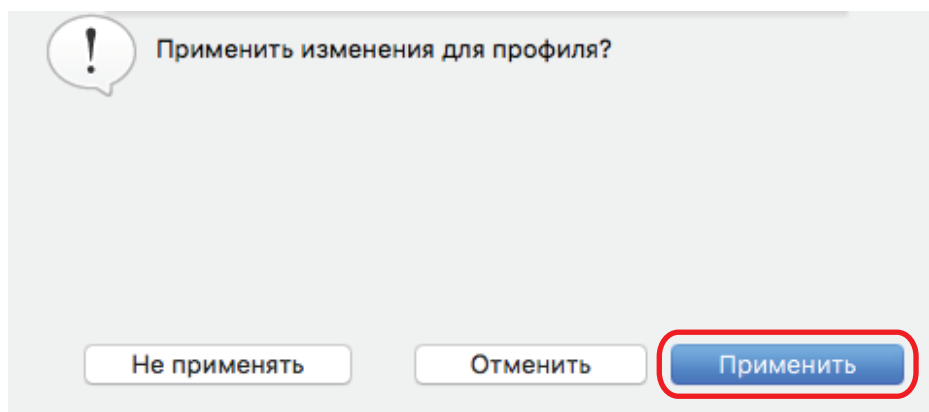 Применить изменения для профиля?
Не применять
Отменить
Применить